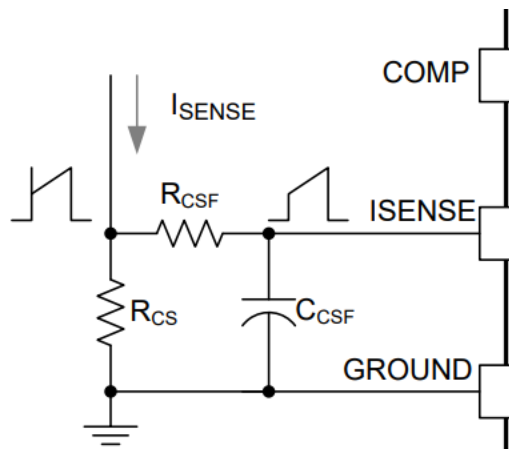 COMP
ISENSE
RCSF
ISENSE
RCS
CCSF
GROUND